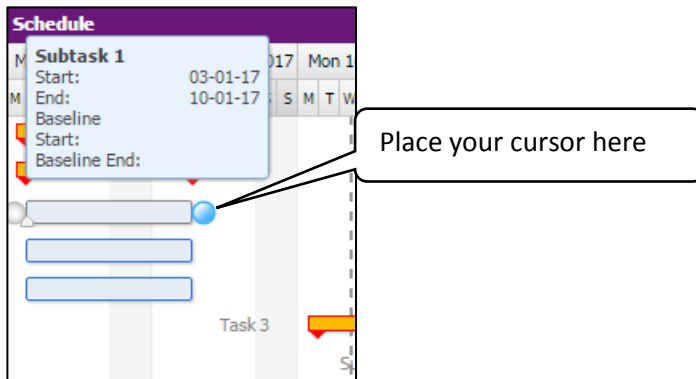 Schedule
M 017 Mon 1
Subtask 1
Start: 03-01-17
End: 10-01-17
Baseline
Start:
Baseline End:
M S M T W
Place your cursor here
Task 3